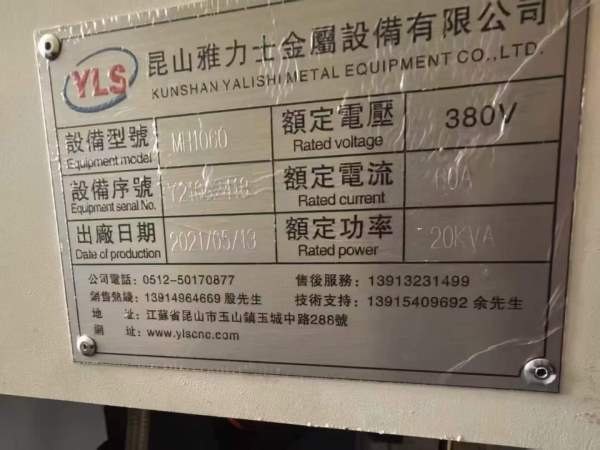 YLS 昆山雅力士金屬設備有限公司
KUNSHAN YALISHI METAL EQUIPMENT CO.,LTD.
設備型號 MH1060 額定電壓 380V
Equipment model Rated voltage
設備序號 額定電流
Equipment serial No. Rated current
出廠日期 2021/05/13 額定功率 20KVA
Date of production Rated power
公司電話: 0512-50170877 售後服務: 13913231499
銷售熱綫: 13914964669 殷先生 技術支持: 13915409692 余先生
地 址: 江蘇省昆山市玉山鎮玉城中路288號
網 址: www.ylscnc.com